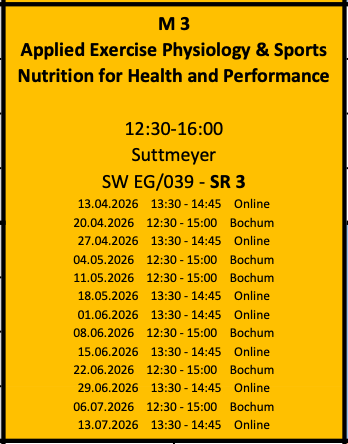 M 3
Applied Exercise Physiology & Sports
Nutrition for Health and Performance
12:30-16:00
Suttmeyer
SW EG/039 - SR 3
13.04.2026 13:30 - 14:45 Online
20.04.2026 12:30 - 15:00 Bochum
27.04.2026 13:30 - 14:45 Online
04.05.2026 12:30 - 15:00 Bochum
11.05.2026 12:30 - 15:00 Bochum
18.05.2026 13:30 - 14:45 Online
01.06.2026 13:30 - 14:45 Online
08.06.2026 12:30 - 15:00 Bochum
15.06.2026 13:30 - 14:45 Online
22.06.2026 12:30 - 15:00 Bochum
29.06.2026 13:30 - 14:45 Online
06.07.2026 12:30 - 15:00 Bochum
13.07.2026 13:30 - 14:45 Online